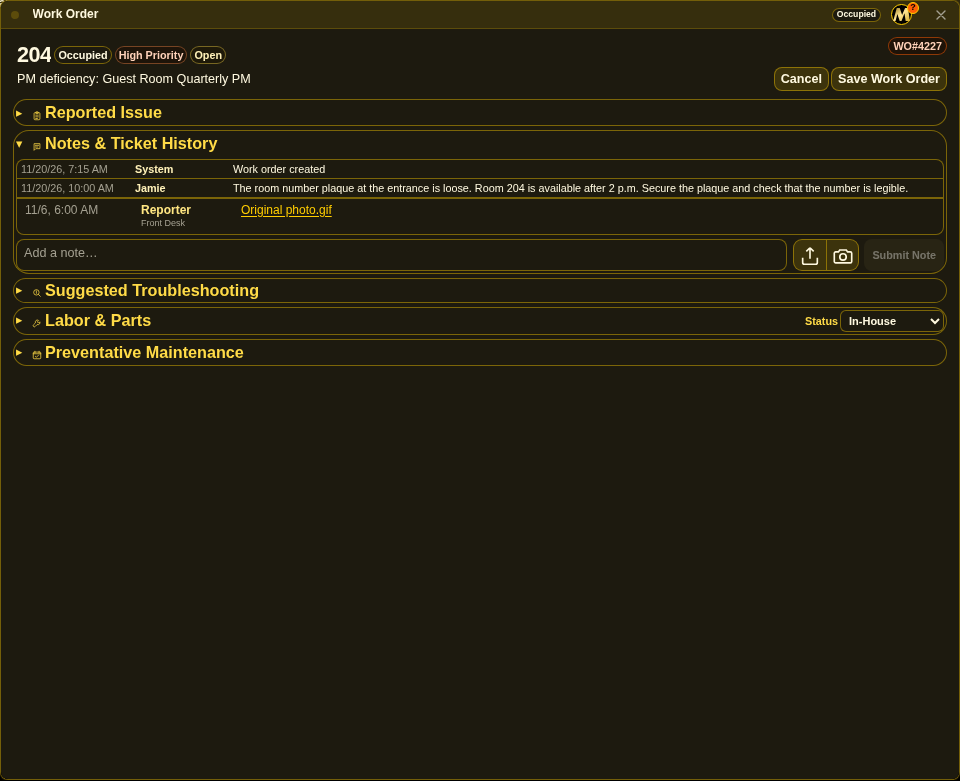 Work Order
Occupied
M?
WO#4227
204 Occupied High Priority Open
PM deficiency: Guest Room Quarterly PM
Cancel Save Work Order
Reported Issue
Notes & Ticket History
11/20/26, 7:15 AM System Work order created
11/20/26, 10:00 AM Jamie The room number plaque at the entrance is loose. Room 204 is available after 2 p.m. Secure the plaque and check that the number is legible.
11/6, 6:00 AM Reporter Original photo.gif
Front Desk
Add a note… Submit Note
Suggested Troubleshooting
Labor & Parts Status In-House
Preventative Maintenance